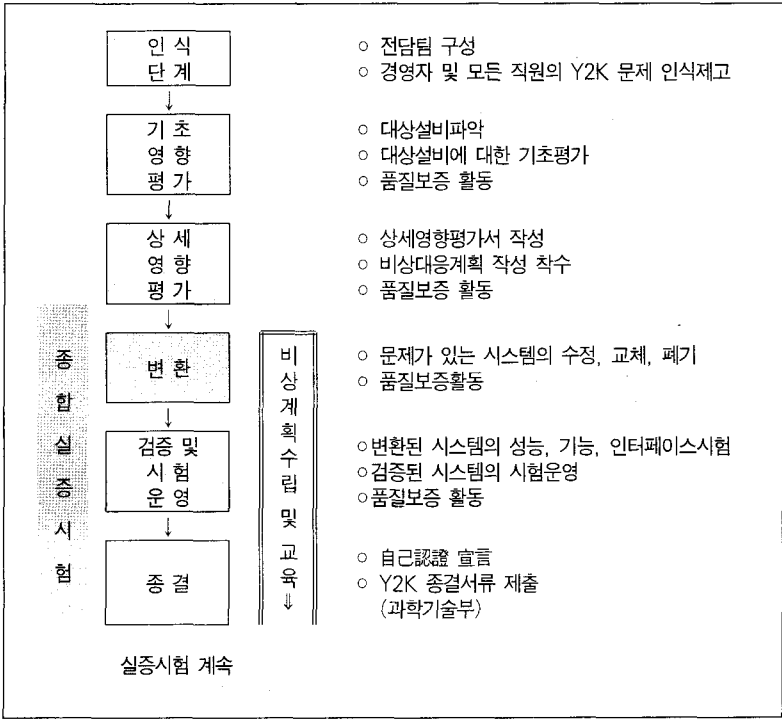 인 식
단 계
○ 전담팀 구성
○ 경영자 및 모든 직원의 Y2K 문제 인식제고
↓
기 초
영 향
평 가
○ 대상설비파악
○ 대상설비에 대한 기초평가
○ 품질보증 활동
↓
상 세
영 향
평 가
○ 상세영향평가서 작성
○ 비상대응계획 작성 착수
○ 품질보증 활동
↓
종합실증시험
변 환
○ 문제가 있는 시스템의 수정, 교체, 폐기
○ 품질보증활동
↓
비상계획수립 및 교육⇓
검증 및
시 험
운 영
○변환된 시스템의 성능, 기능, 인터페이스시험
○검증된 시스템의 시험운영
○품질보증 활동
↓
종 결
○ 自己認證 宣言
○ Y2K 종결서류 제출
(과학기술부)
실증시험 계속